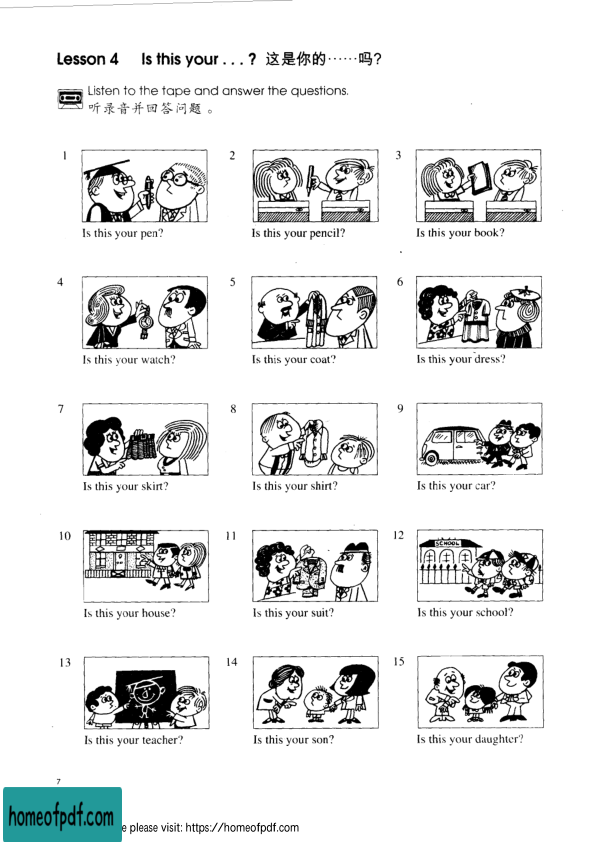 Lesson 4 Is this your . . . ? 这是你的……吗?
Listen to the tape and answer the questions.
听录音并回答问题。
1 2 3
Is this your pen? Is this your pencil? Is this your book?
4 5 6
Is this your watch? Is this your coat? Is this your dress?
7 8 9
Is this your skirt? Is this your shirt? Is this your car?
10 11 12
SCHOOL
Is this your house? Is this your suit? Is this your school?
13 14 15
Is this your teacher? Is this your son? Is this your daughter?
7
homeofpdf.com
e please visit: https://homeofpdf.com